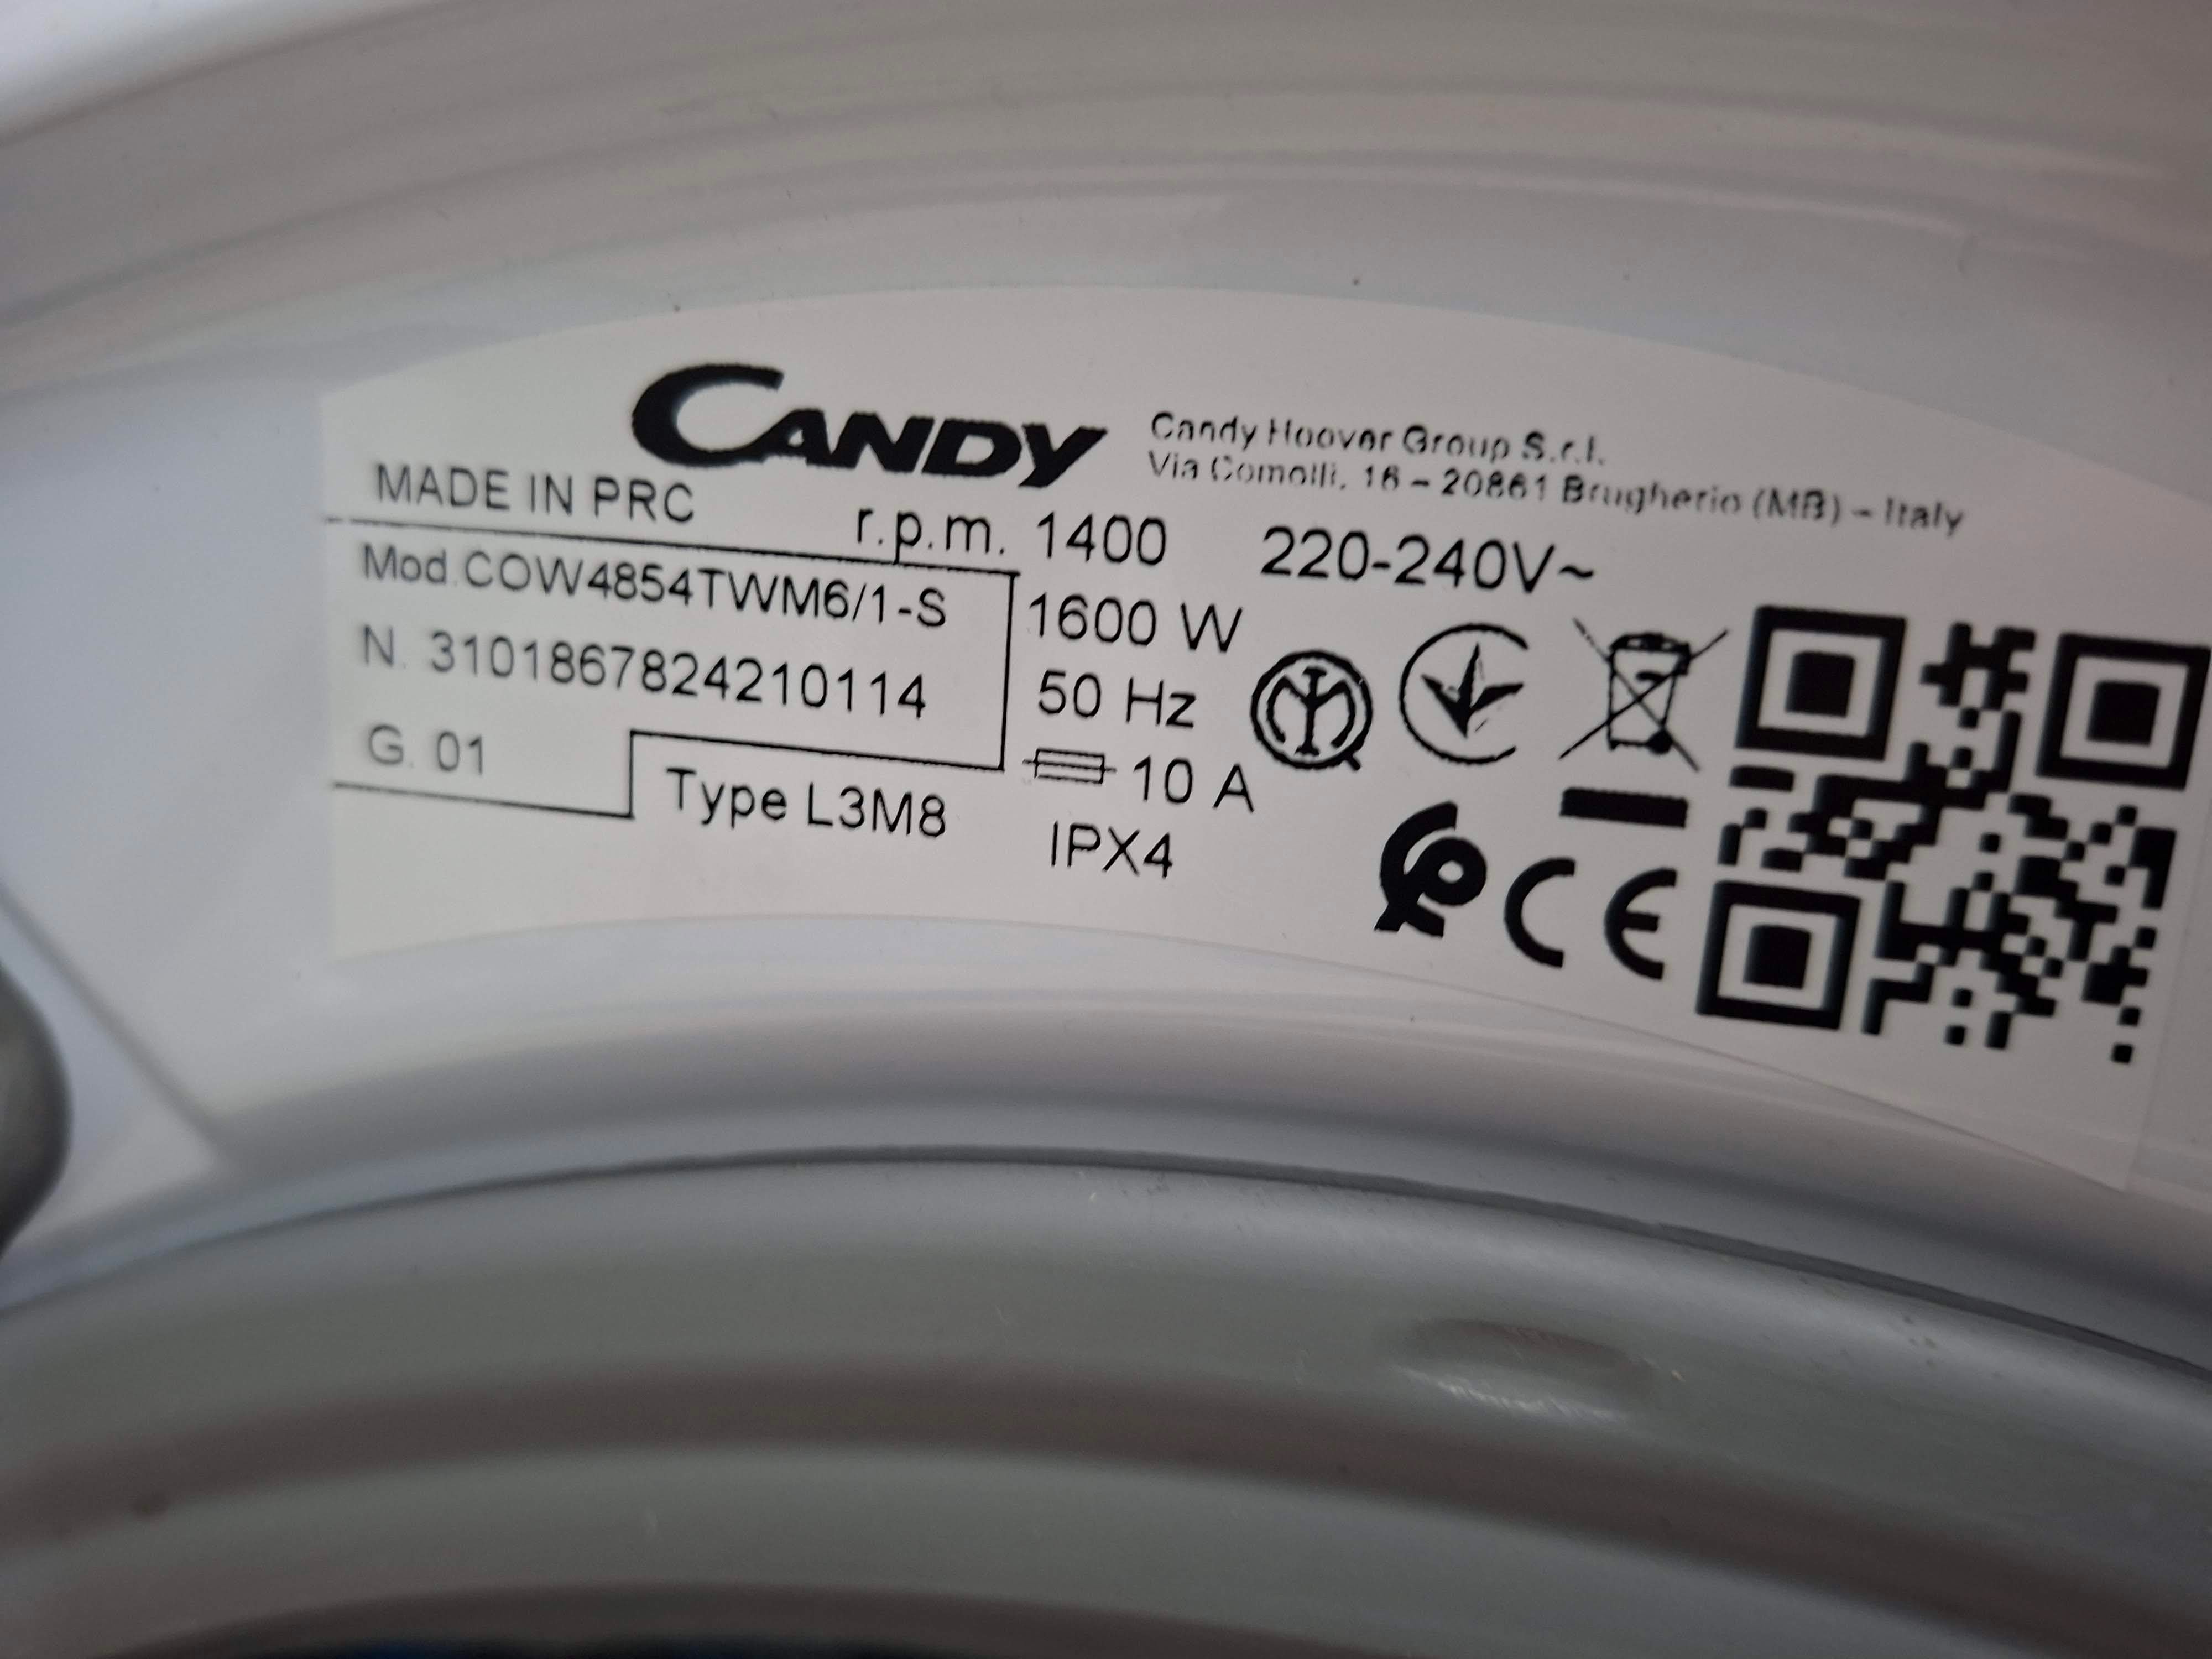 CANDY
Candy Hoover Group S.r.l.
Via Comolli, 16 – 20861 Brugherio (MB) – Italy
MADE IN PRC
r.p.m. 1400 220-240V~
Mod.COW4854TWM6/1-S
1600 W
N. 3101867824210114
50 Hz
G. 01
10 A
Type L3M8
IPX4
CE